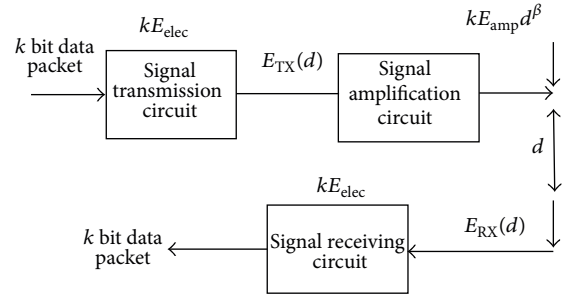 kE_elec
kE_amp d^β
k bit data
packet
Signal
transmission
circuit
E_TX(d)
Signal
amplification
circuit
d
kE_elec
E_RX(d)
k bit data
packet
Signal receiving
circuit